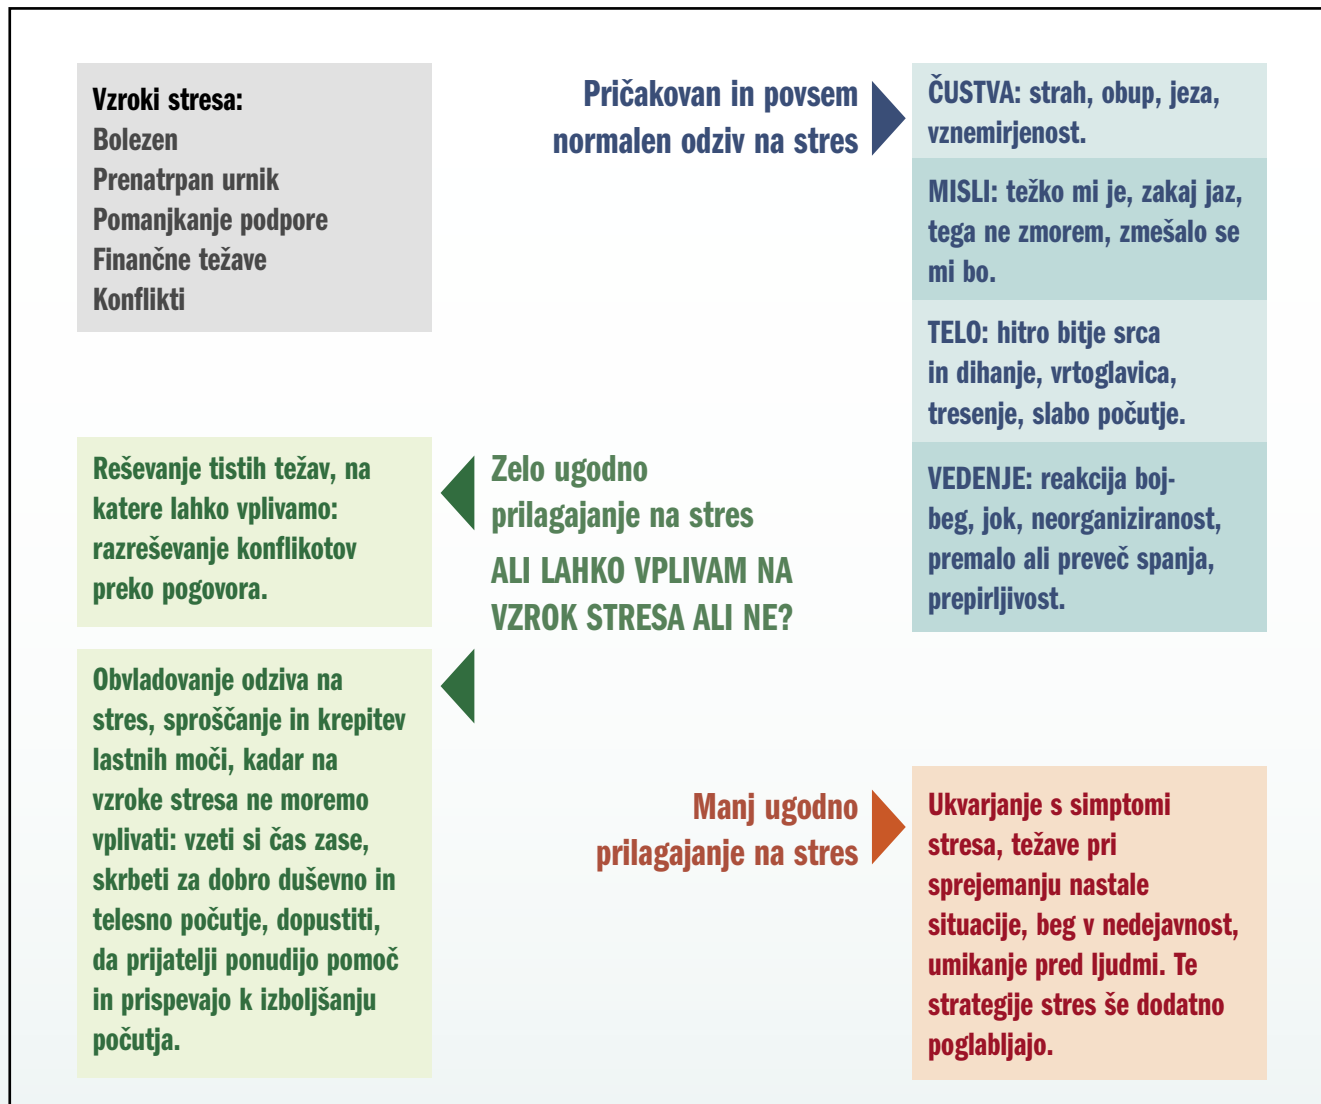 Vzroki stresa:
Bolezen
Prenatrpan urnik
Pomanjkanje podpore
Finančne težave
Konflikti
Pričakovan in povsem
normalen odziv na stres
ČUSTVA: strah, obup, jeza,
vznemirjenost.
MISLI: težko mi je, zakaj jaz,
tega ne zmorem, zmešalo se
mi bo.
TELO: hitro bitje srca
in dihanje, vrtoglavica,
tresenje, slabo počutje.
VEDENJE: reakcija boj-
beg, jok, neorganiziranost,
premalo ali preveč spanja,
prepirljivost.
Zelo ugodno
prilagajanje na stres
ALI LAHKO VPLIVAM NA
VZROK STRESA ALI NE?
Reševanje tistih težav, na
katere lahko vplivamo:
razreševanje konflikotov
preko pogovora.
Obvladovanje odziva na
stres, sproščanje in krepitev
lastnih moči, kadar na
vzroke stresa ne moremo
vplivati: vzeti si čas zase,
skrbeti za dobro duševno in
telesno počutje, dopustiti,
da prijatelji ponudijo pomoč
in prispevajo k izboljšanju
počutja.
Manj ugodno
prilagajanje na stres
Ukvarjanje s simptomi
stresa, težave pri
sprejemanju nastale
situacije, beg v nedejavnost,
umikanje pred ljudmi. Te
strategije stres še dodatno
poglabljajo.